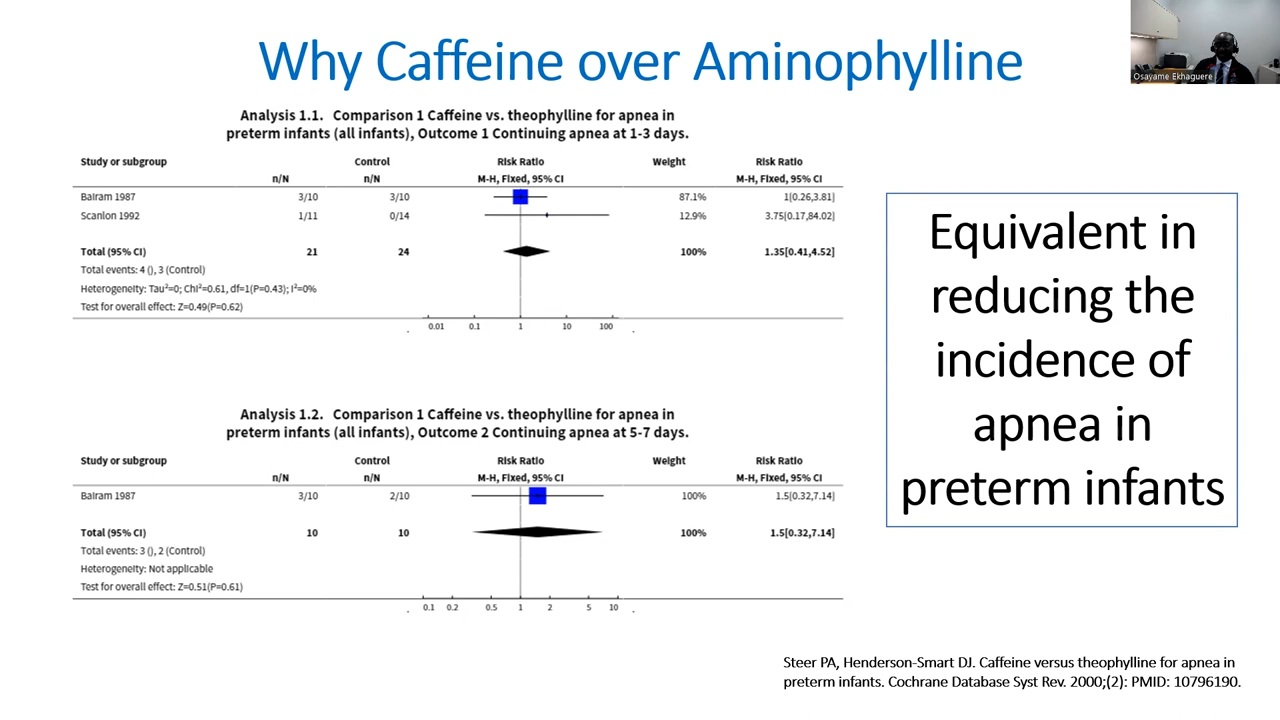 Why Caffeine over Aminophylline
Osayame Ekhaguere
Analysis 1.1. Comparison 1 Caffeine vs. theophylline for apnea in
preterm infants (all infants), Outcome 1 Continuing apnea at 1-3 days.
Study or subgroup Control Risk Ratio Weight Risk Ratio
n/N n/N M-H, Fixed, 95% CI M-H, Fixed, 95% CI
Bairam 1987 3/10 3/10 87.1% 1[0.26,3.81]
Scanlon 1992 1/11 0/14 12.9% 3.75[0.17,84.02]
Total (95% CI) 21 24 100% 1.35[0.41,4.52]
Total events: 4 (), 3 (Control)
Heterogeneity: Tau²=0; Chi²=0.61, df=1(P=0.43); I²=0%
Test for overall effect: Z=0.49(P=0.62)
0.01 0.1 1 10 100
Analysis 1.2. Comparison 1 Caffeine vs. theophylline for apnea in
preterm infants (all infants), Outcome 2 Continuing apnea at 5-7 days.
Study or subgroup Control Risk Ratio Weight Risk Ratio
n/N n/N M-H, Fixed, 95% CI M-H, Fixed, 95% CI
Bairam 1987 3/10 2/10 100% 1.5[0.32,7.14]
Total (95% CI) 10 10 100% 1.5[0.32,7.14]
Total events: 3 (), 2 (Control)
Heterogeneity: Not applicable
Test for overall effect: Z=0.51(P=0.61)
0.1 0.2 0.5 1 2 5 10
Equivalent in
reducing the
incidence of
apnea in
preterm infants
Steer PA, Henderson-Smart DJ. Caffeine versus theophylline for apnea in
preterm infants. Cochrane Database Syst Rev. 2000;(2): PMID: 10796190.